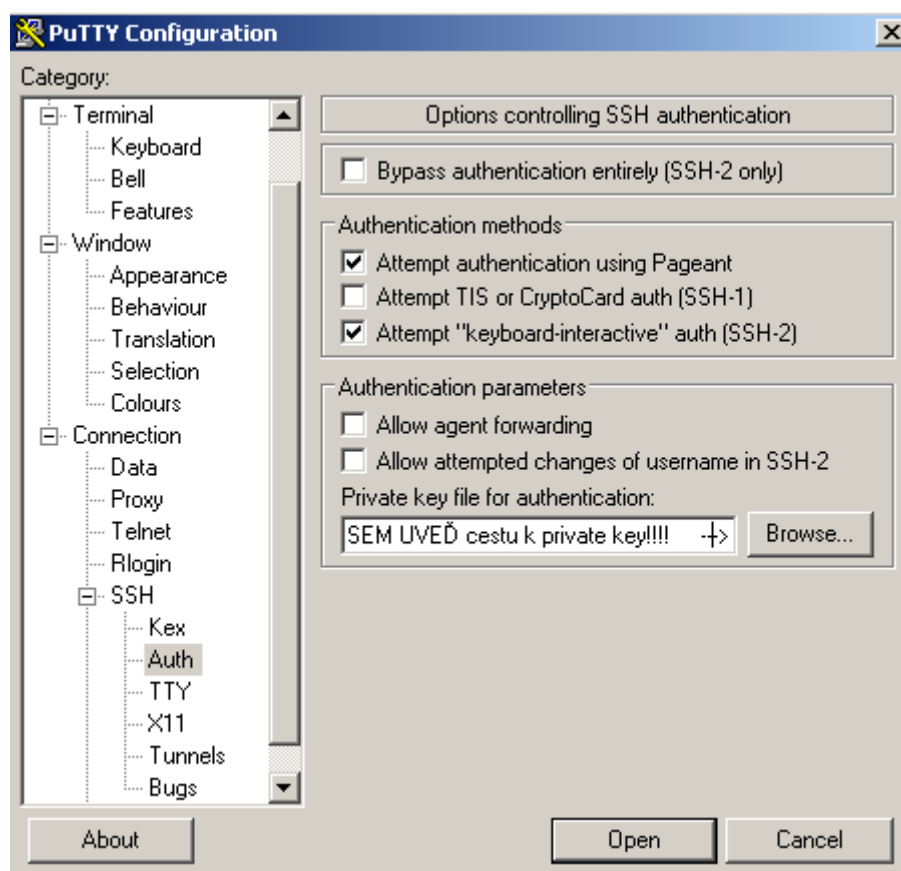 PuTTY Configuration
Category:
Terminal
Keyboard
Bell
Features
Window
Appearance
Behaviour
Translation
Selection
Colours
Connection
Data
Proxy
Telnet
Rlogin
SSH
Kex
Auth
TTY
X11
Tunnels
Bugs
Options controlling SSH authentication
Bypass authentication entirely (SSH-2 only)
Authentication methods
Attempt authentication using Pageant
Attempt TIS or CryptoCard auth (SSH-1)
Attempt "keyboard-interactive" auth (SSH-2)
Authentication parameters
Allow agent forwarding
Allow attempted changes of username in SSH-2
Private key file for authentication:
SEM UVEĎ cestu k private key!!!! -+>
Browse...
About
Open
Cancel